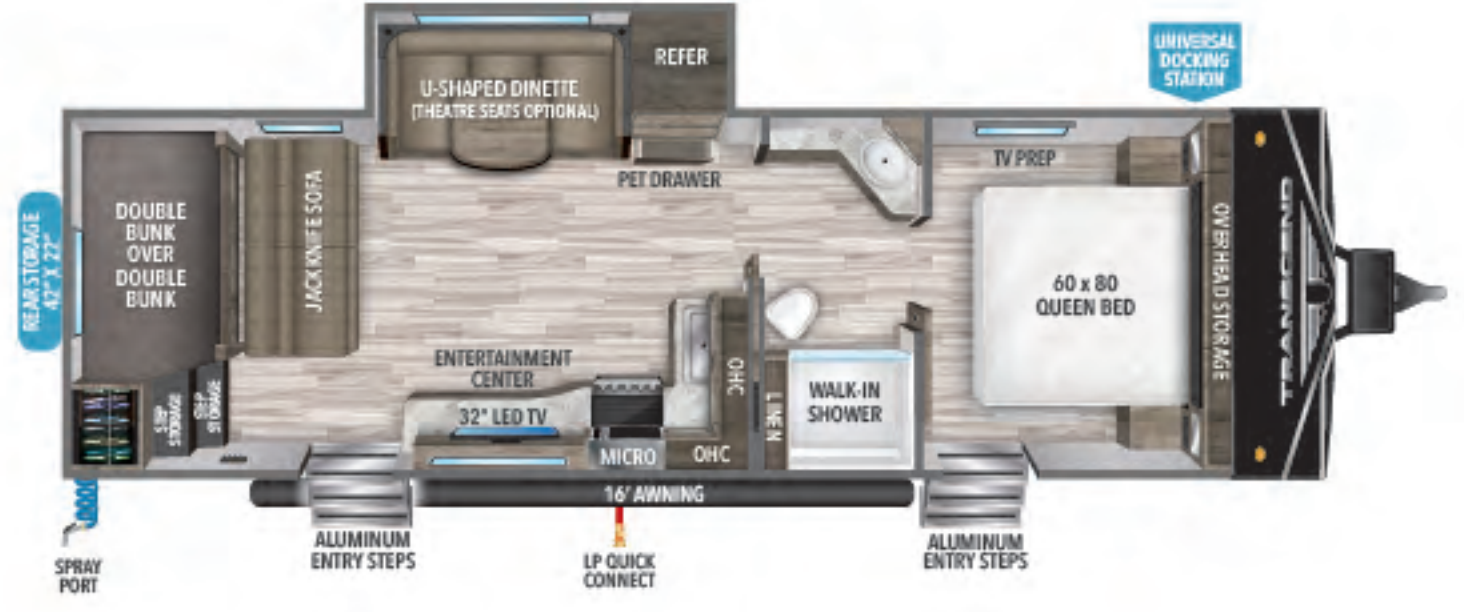 UNIVERSAL
DOCKING
STATION
REFER
U-SHAPED DINETTE
(THEATRE SEATS OPTIONAL)
TV PREP
PET DRAWER
DOUBLE
BUNK
OVER
DOUBLE
BUNK
JACK KNIFE SOFA
REAR STORAGE
42" X 22"
60 x 80
QUEEN BED
OVERHEAD STORAGE
TRANSCEND
ENTERTAINMENT
CENTER
OHC
32" LED TV
LINEN
WALK-IN
SHOWER
STEP
STORAGE
STEP
STORAGE
MICRO
OHC
16' AWNING
ALUMINUM
ENTRY STEPS
LP QUICK
CONNECT
ALUMINUM
ENTRY STEPS
SPRAY
PORT